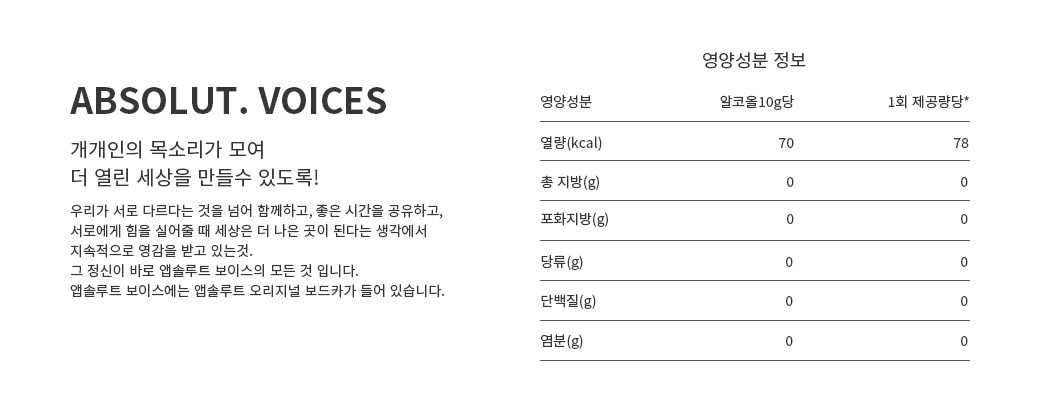 ABSOLUT. VOICES
개개인의 목소리가 모여
더 열린 세상을 만들수 있도록!
우리가 서로 다르다는 것을 넘어 함께하고, 좋은 시간을 공유하고,
서로에게 힘을 실어줄 때 세상은 더 나은 곳이 된다는 생각에서
지속적으로 영감을 받고 있는것.
그 정신이 바로 앱솔루트 보이스의 모든 것 입니다.
앱솔루트 보이스에는 앱솔루트 오리지널 보드카가 들어 있습니다.
영양성분 정보
영양성분 알코올10g당 1회 제공량당*
열량(kcal) 70 78
총 지방(g) 0 0
포화지방(g) 0 0
당류(g) 0 0
단백질(g) 0 0
염분(g) 0 0